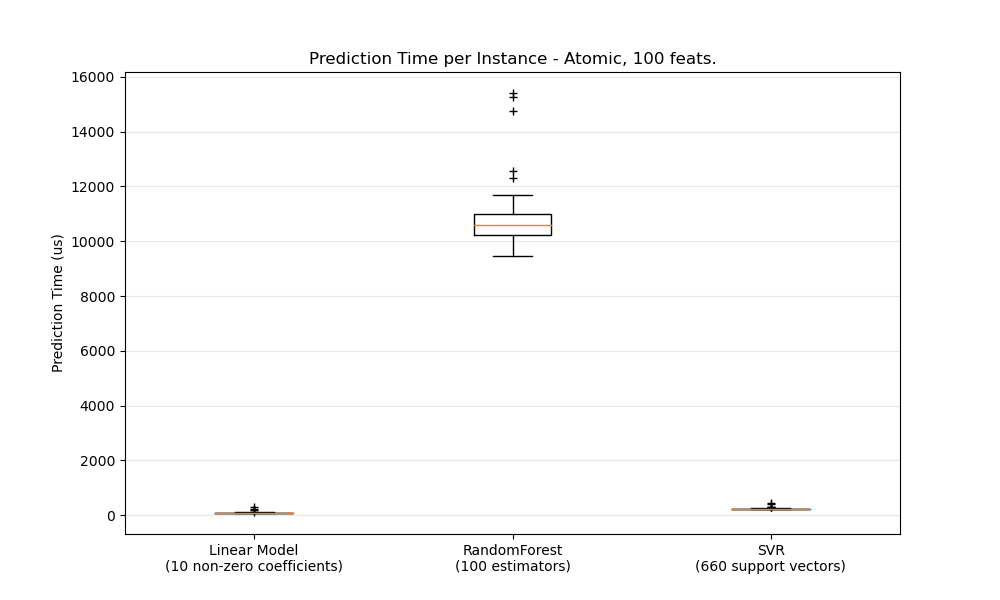 Prediction Time per Instance - Atomic, 100 feats.
Prediction Time (us)
16000
14000
12000
10000
8000
6000
4000
2000
0
Linear Model
(10 non-zero coefficients)
RandomForest
(100 estimators)
SVR
(660 support vectors)